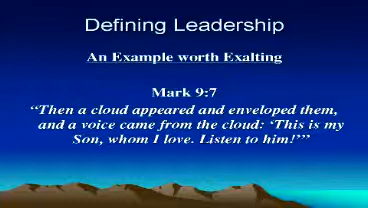 Defining Leadership
An Example worth Exalting
Mark 9:7
“Then a cloud appeared and enveloped them,
and a voice came from the cloud: ‘This is my
Son, whom I love. Listen to him!’”